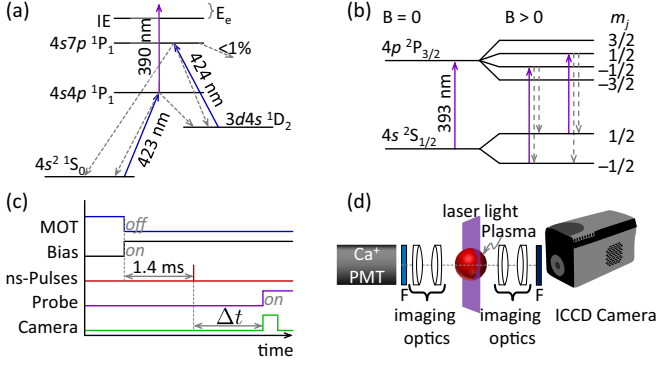 (a)
IE
E_e
4s7p ¹P₁
<1%
390 nm
424 nm
4s4p ¹P₁
3d4s ¹D₂
423 nm
4s² ¹S₀
(b)
B = 0
B > 0
m_j
3/2
4p ²P₃/₂
1/2
−1/2
−3/2
393 nm
4s ²S₁/₂
1/2
−1/2
(c)
MOT
off
Bias
on
ns-Pulses
1.4 ms
Probe
on
Camera
Δt
time
(d)
laser light
Plasma
Ca⁺
PMT
F
F
imaging
optics
imaging
optics
ICCD Camera